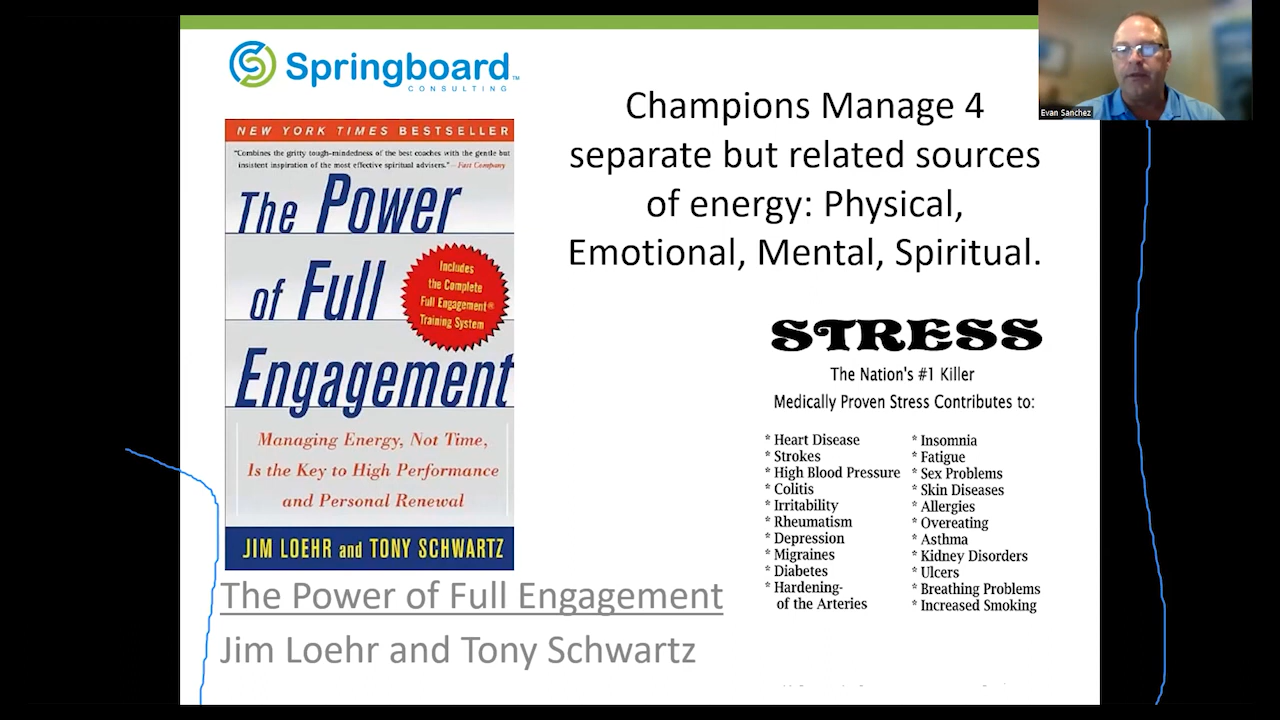 Springboard™
CONSULTING
NEW YORK TIMES BESTSELLER
"Combines the gritty tough-mindedness of the best coaches with the gentle but
insistent inspiration of the most effective spiritual advisers." —Fast Company
The Power
of Full
Engagement
Includes
the Complete
Full Engagement®
Training System
Managing Energy, Not Time,
Is the Key to High Performance
and Personal Renewal
JIM LOEHR and TONY SCHWARTZ
The Power of Full Engagement
Jim Loehr and Tony Schwartz
Champions Manage 4
separate but related sources
of energy: Physical,
Emotional, Mental, Spiritual.
Evan Sanchez
STRESS
The Nation's #1 Killer
Medically Proven Stress Contributes to:
* Heart Disease
* Strokes
* High Blood Pressure
* Colitis
* Irritability
* Rheumatism
* Depression
* Migraines
* Diabetes
* Hardening-
of the Arteries
* Insomnia
* Fatigue
* Sex Problems
* Skin Diseases
* Allergies
* Overeating
* Asthma
* Kidney Disorders
* Ulcers
* Breathing Problems
* Increased Smoking